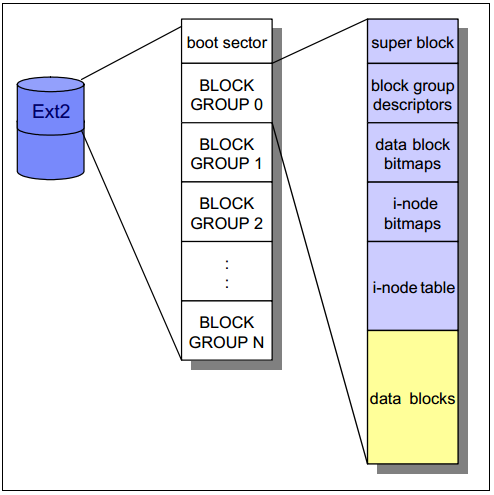 Ext2
boot sector
BLOCK
GROUP 0
BLOCK
GROUP 1
BLOCK
GROUP 2
:
:
BLOCK
GROUP N
super block
block group
descriptors
data block
bitmaps
i-node
bitmaps
i-node table
data blocks